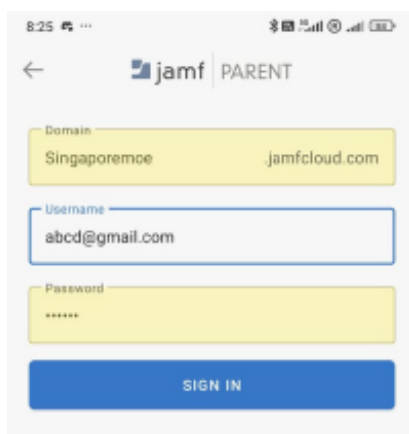 8:25
jamf PARENT
Domain
Singaporemoe .jamfcloud.com
Username
abcd@gmail.com
Password
••••••
SIGN IN